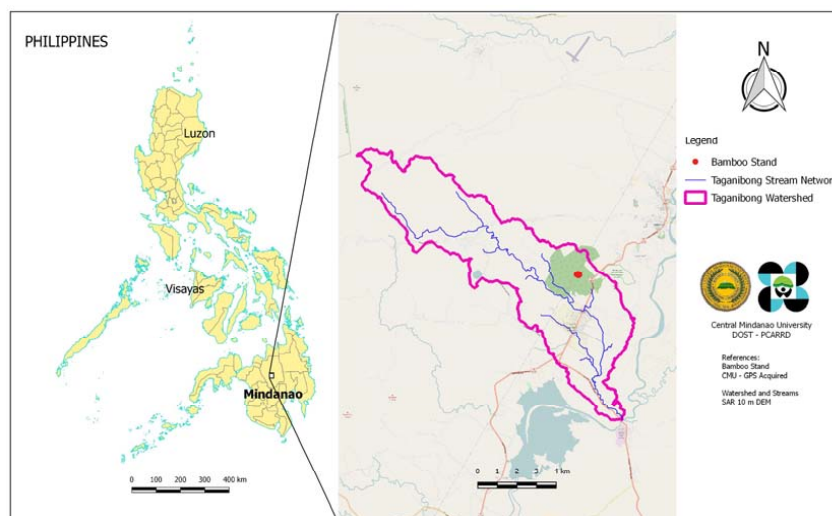 PHILIPPINES
Luzon
Visayas
Mindanao
0 100 200 300 400 km
0 1 2 3 4 km
N
Legend
Bamboo Stand
Taganibong Stream Networ
Taganibong Watershed
Central Mindanao University
DOST - PCARRD
References:
Bamboo Stand
CMU - GPS Acquired
Watershed and Streams
SAR 10 m DEM